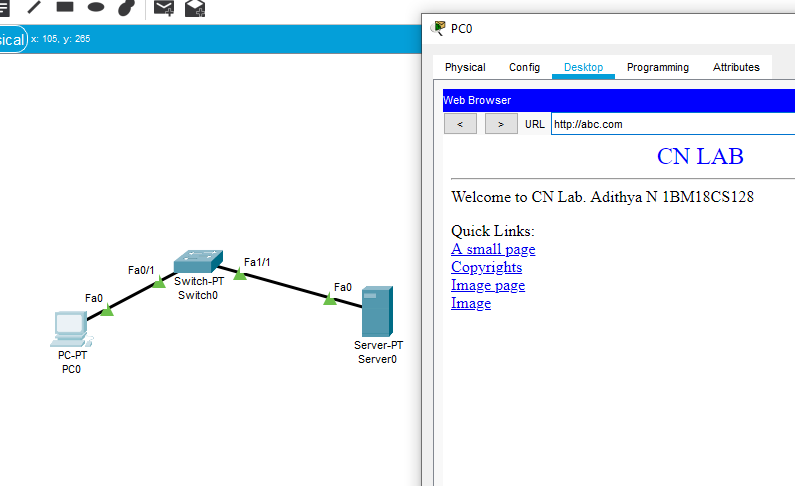 sical
x: 105, y: 265
Fa0/1
Fa1/1
Switch-PT
Switch0
Fa0
Fa0
PC-PT
PC0
Server-PT
Server0
PC0
Physical Config Desktop Programming Attributes
Web Browser
< > URL http://abc.com
CN LAB
Welcome to CN Lab. Adithya N 1BM18CS128
Quick Links:
A small page
Copyrights
Image page
Image